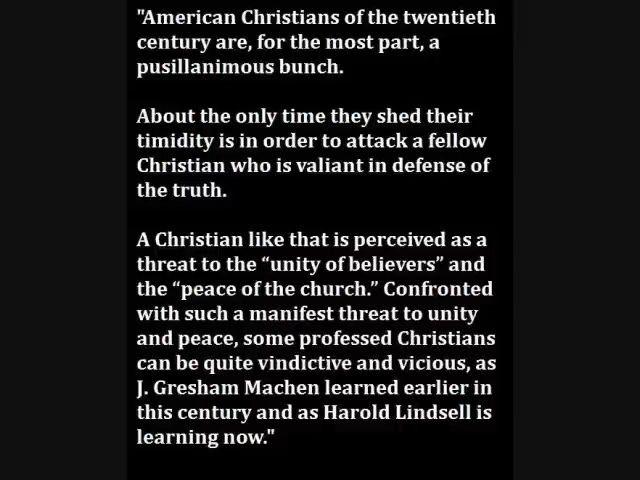 "American Christians of the twentieth
century are, for the most part, a
pusillanimous bunch.
About the only time they shed their
timidity is in order to attack a fellow
Christian who is valiant in defense of
the truth.
A Christian like that is perceived as a
threat to the “unity of believers” and
the “peace of the church.” Confronted
with such a manifest threat to unity
and peace, some professed Christians
can be quite vindictive and vicious, as
J. Gresham Machen learned earlier in
this century and as Harold Lindsell is
learning now."